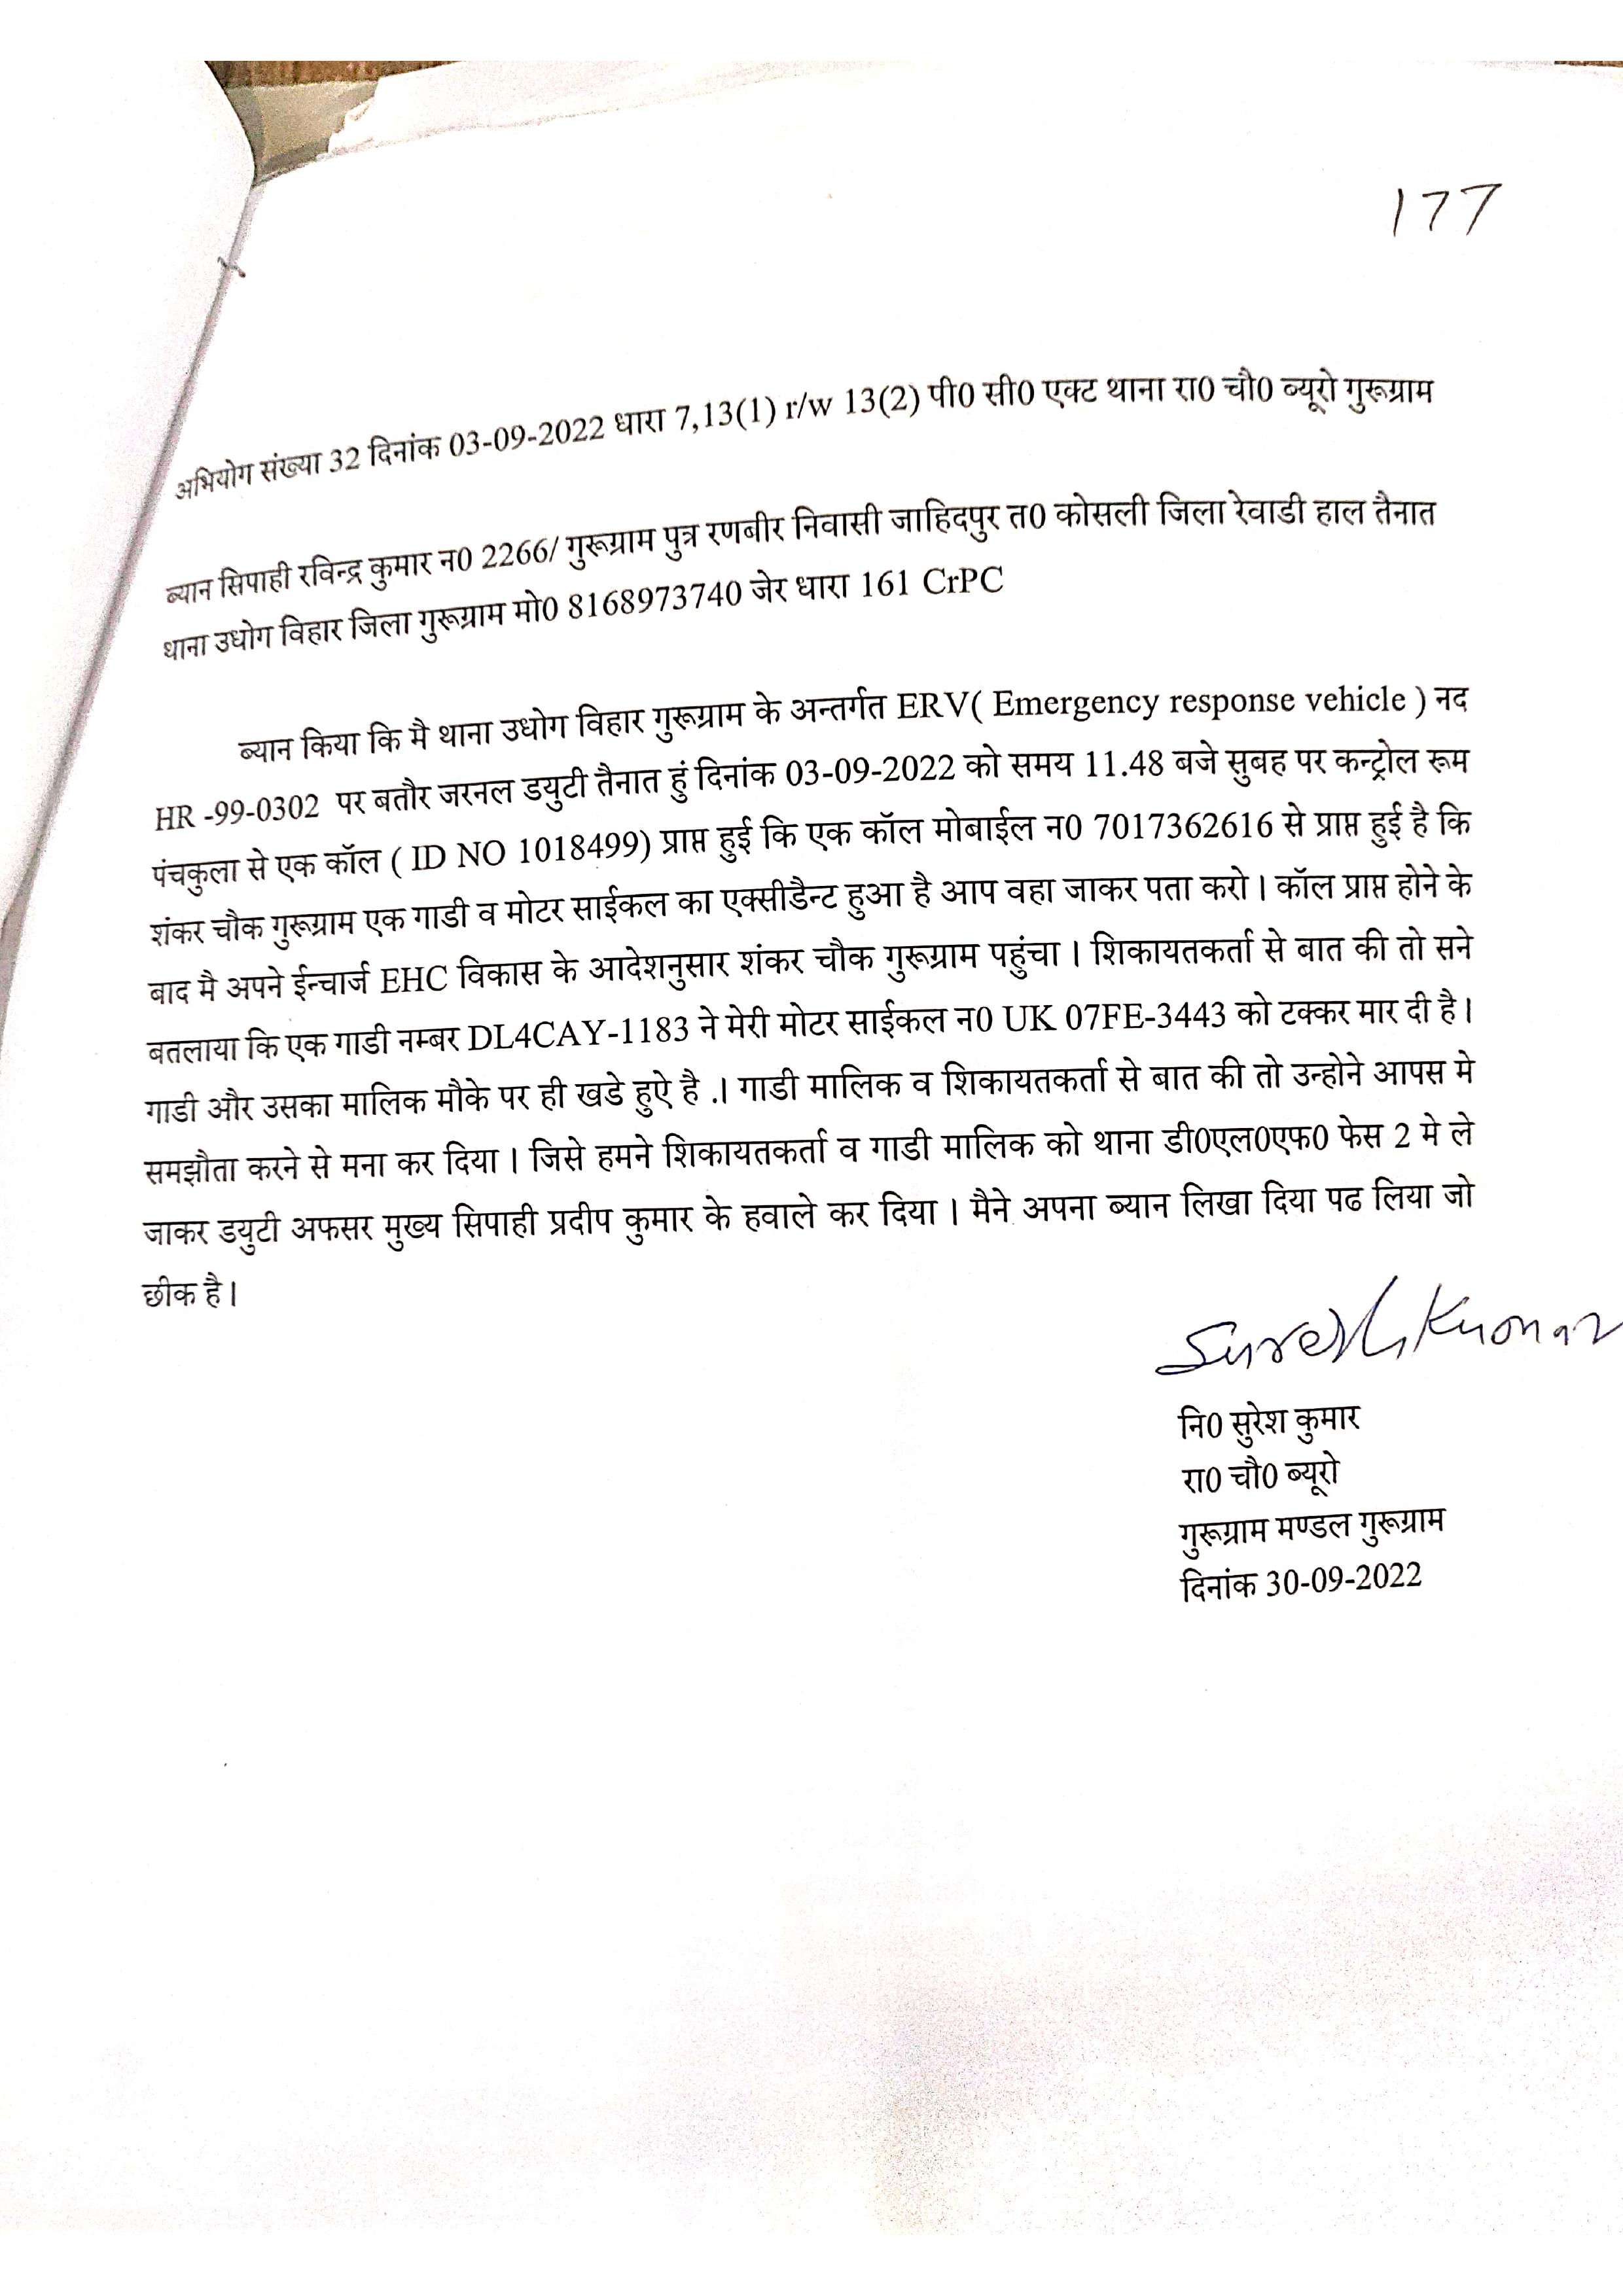 177
अभियोग संख्या 32 दिनांक 03-09-2022 धारा 7,13(1) r/w 13(2) पी0 सी0 एक्ट थाना रा0 चौ0 ब्यूरो गुरूग्राम
ब्यान सिपाही रविन्द्र कुमार न0 2266/ गुरूग्राम पुत्र रणबीर निवासी जाहिदपुर त0 कोसली जिला रेवाडी हाल तैनात
थाना उधोग विहार जिला गुरूग्राम मो0 8168973740 जेर धारा 161 CrPC
ब्यान किया कि मै थाना उधोग विहार गुरूग्राम के अन्तर्गत ERV( Emergency response vehicle ) नद
HR -99-0302 पर बतौर जरनल डयुटी तैनात हुं दिनांक 03-09-2022 को समय 11.48 बजे सुबह पर कन्ट्रोल रूम
पंचकुला से एक कॉल ( ID NO 1018499) प्राप्त हुई कि एक कॉल मोबाईल न0 7017362616 से प्राप्त हुई है कि
शंकर चौक गुरूग्राम एक गाडी व मोटर साईकल का एक्सीडैन्ट हुआ है आप वहा जाकर पता करो । कॉल प्राप्त होने के
बाद मै अपने ईन्चार्ज EHC विकास के आदेशनुसार शंकर चौक गुरूग्राम पहुंचा । शिकायतकर्ता से बात की तो सने
बतलाया कि एक गाडी नम्बर DL4CAY-1183 ने मेरी मोटर साईकल न0 UK 07FE-3443 को टक्कर मार दी है ।
गाडी और उसका मालिक मौके पर ही खडे हुऐ है .। गाडी मालिक व शिकायतकर्ता से बात की तो उन्होने आपस मे
समझौता करने से मना कर दिया । जिसे हमने शिकायतकर्ता व गाडी मालिक को थाना डी0एल0एफ0 फेस 2 मे ले
जाकर डयुटी अफसर मुख्य सिपाही प्रदीप कुमार के हवाले कर दिया । मैने अपना ब्यान लिखा दिया पढ लिया जो
छीक है ।
Suresh Kumar
नि0 सुरेश कुमार
रा0 चौ0 ब्यूरो
गुरूग्राम मण्डल गुरूग्राम
दिनांक 30-09-2022